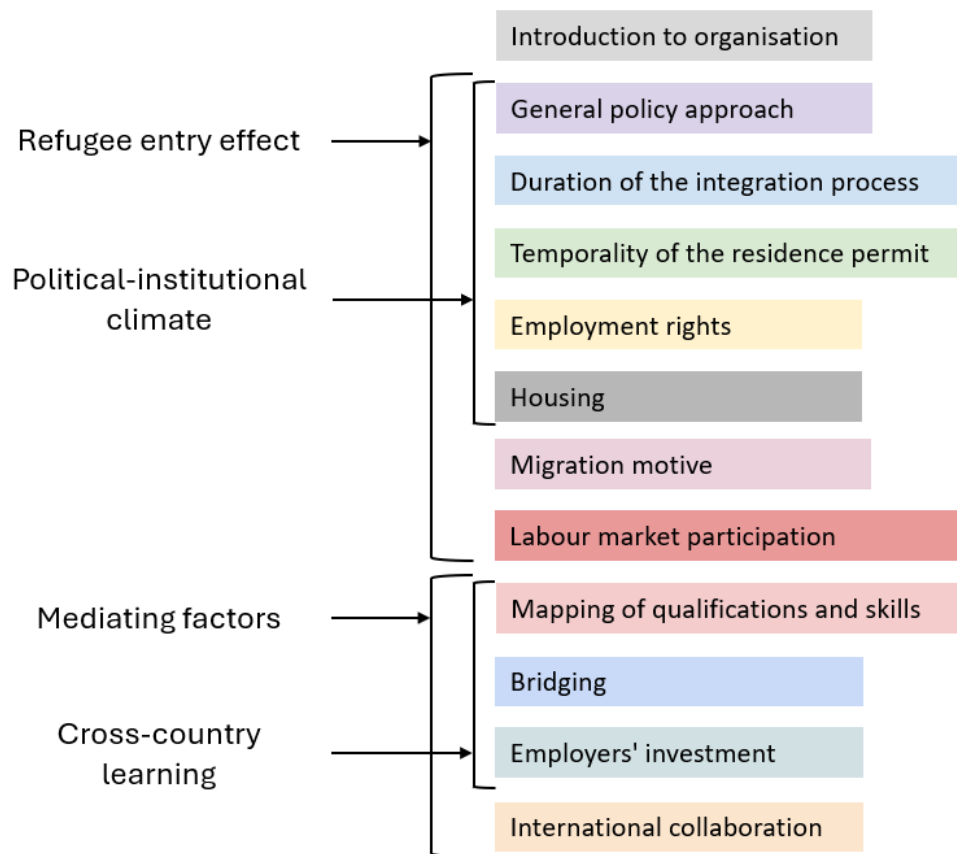 Introduction to organisation
Refugee entry effect
General policy approach
Duration of the integration process
Political-institutional
climate
Temporality of the residence permit
Employment rights
Housing
Migration motive
Labour market participation
Mediating factors
Mapping of qualifications and skills
Bridging
Cross-country
learning
Employers' investment
International collaboration